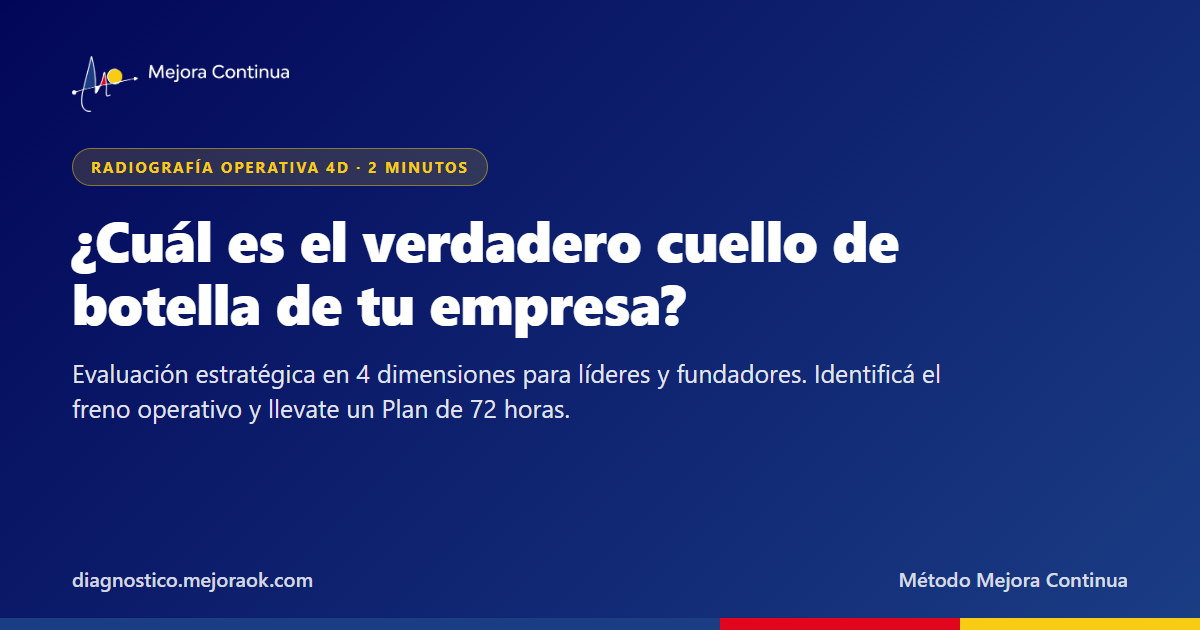 Mejora Continua
RADIOGRAFÍA OPERATIVA 4D · 2 MINUTOS
¿Cuál es el verdadero cuello de
botella de tu empresa?
Evaluación estratégica en 4 dimensiones para líderes y fundadores. Identificá el
freno operativo y llevate un Plan de 72 horas.
diagnostico.mejoraok.com
Método Mejora Continua